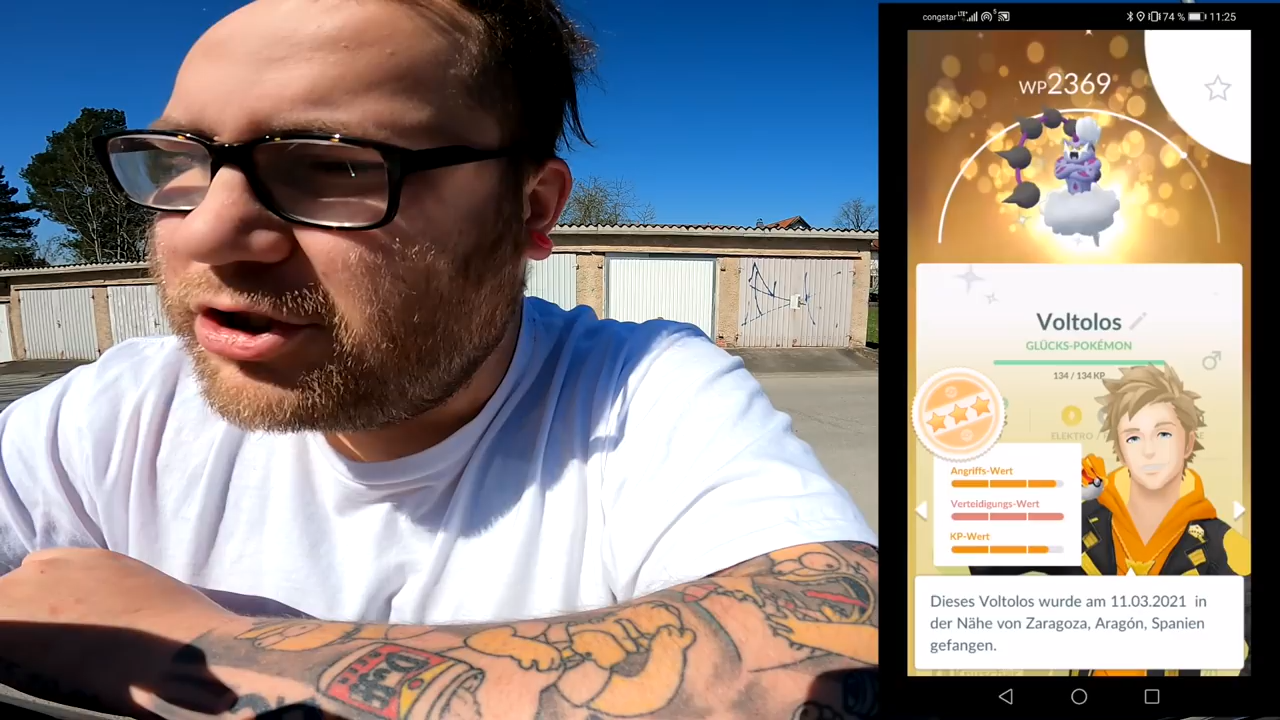 congstar 74 % 11:25
WP2369
Voltolos
GLÜCKS-POKÉMON
134 / 134 KP
ELEKTRO /
Angriffs-Wert
Verteidigungs-Wert
KP-Wert
Dieses Voltolos wurde am 11.03.2021 in
der Nähe von Zaragoza, Aragón, Spanien
gefangen.
Duff